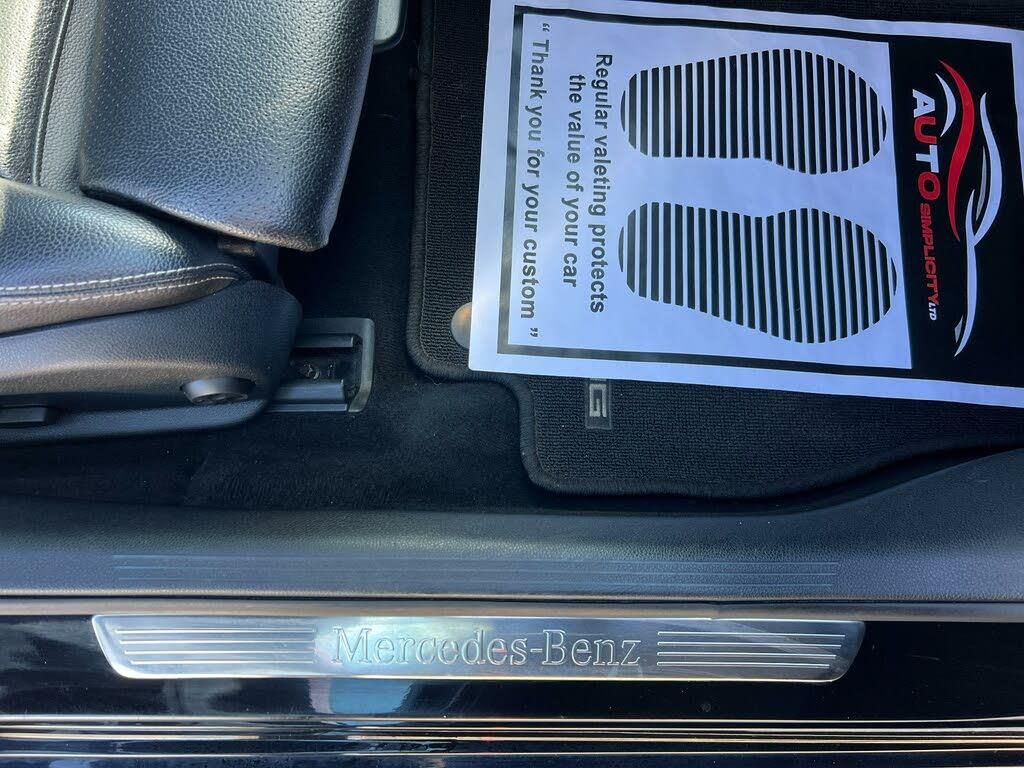 AUTO SIMPLICITY LTD
Regular valeting protects
the value of your car
“ Thank you for your custom ”
G
Mercedes-Benz